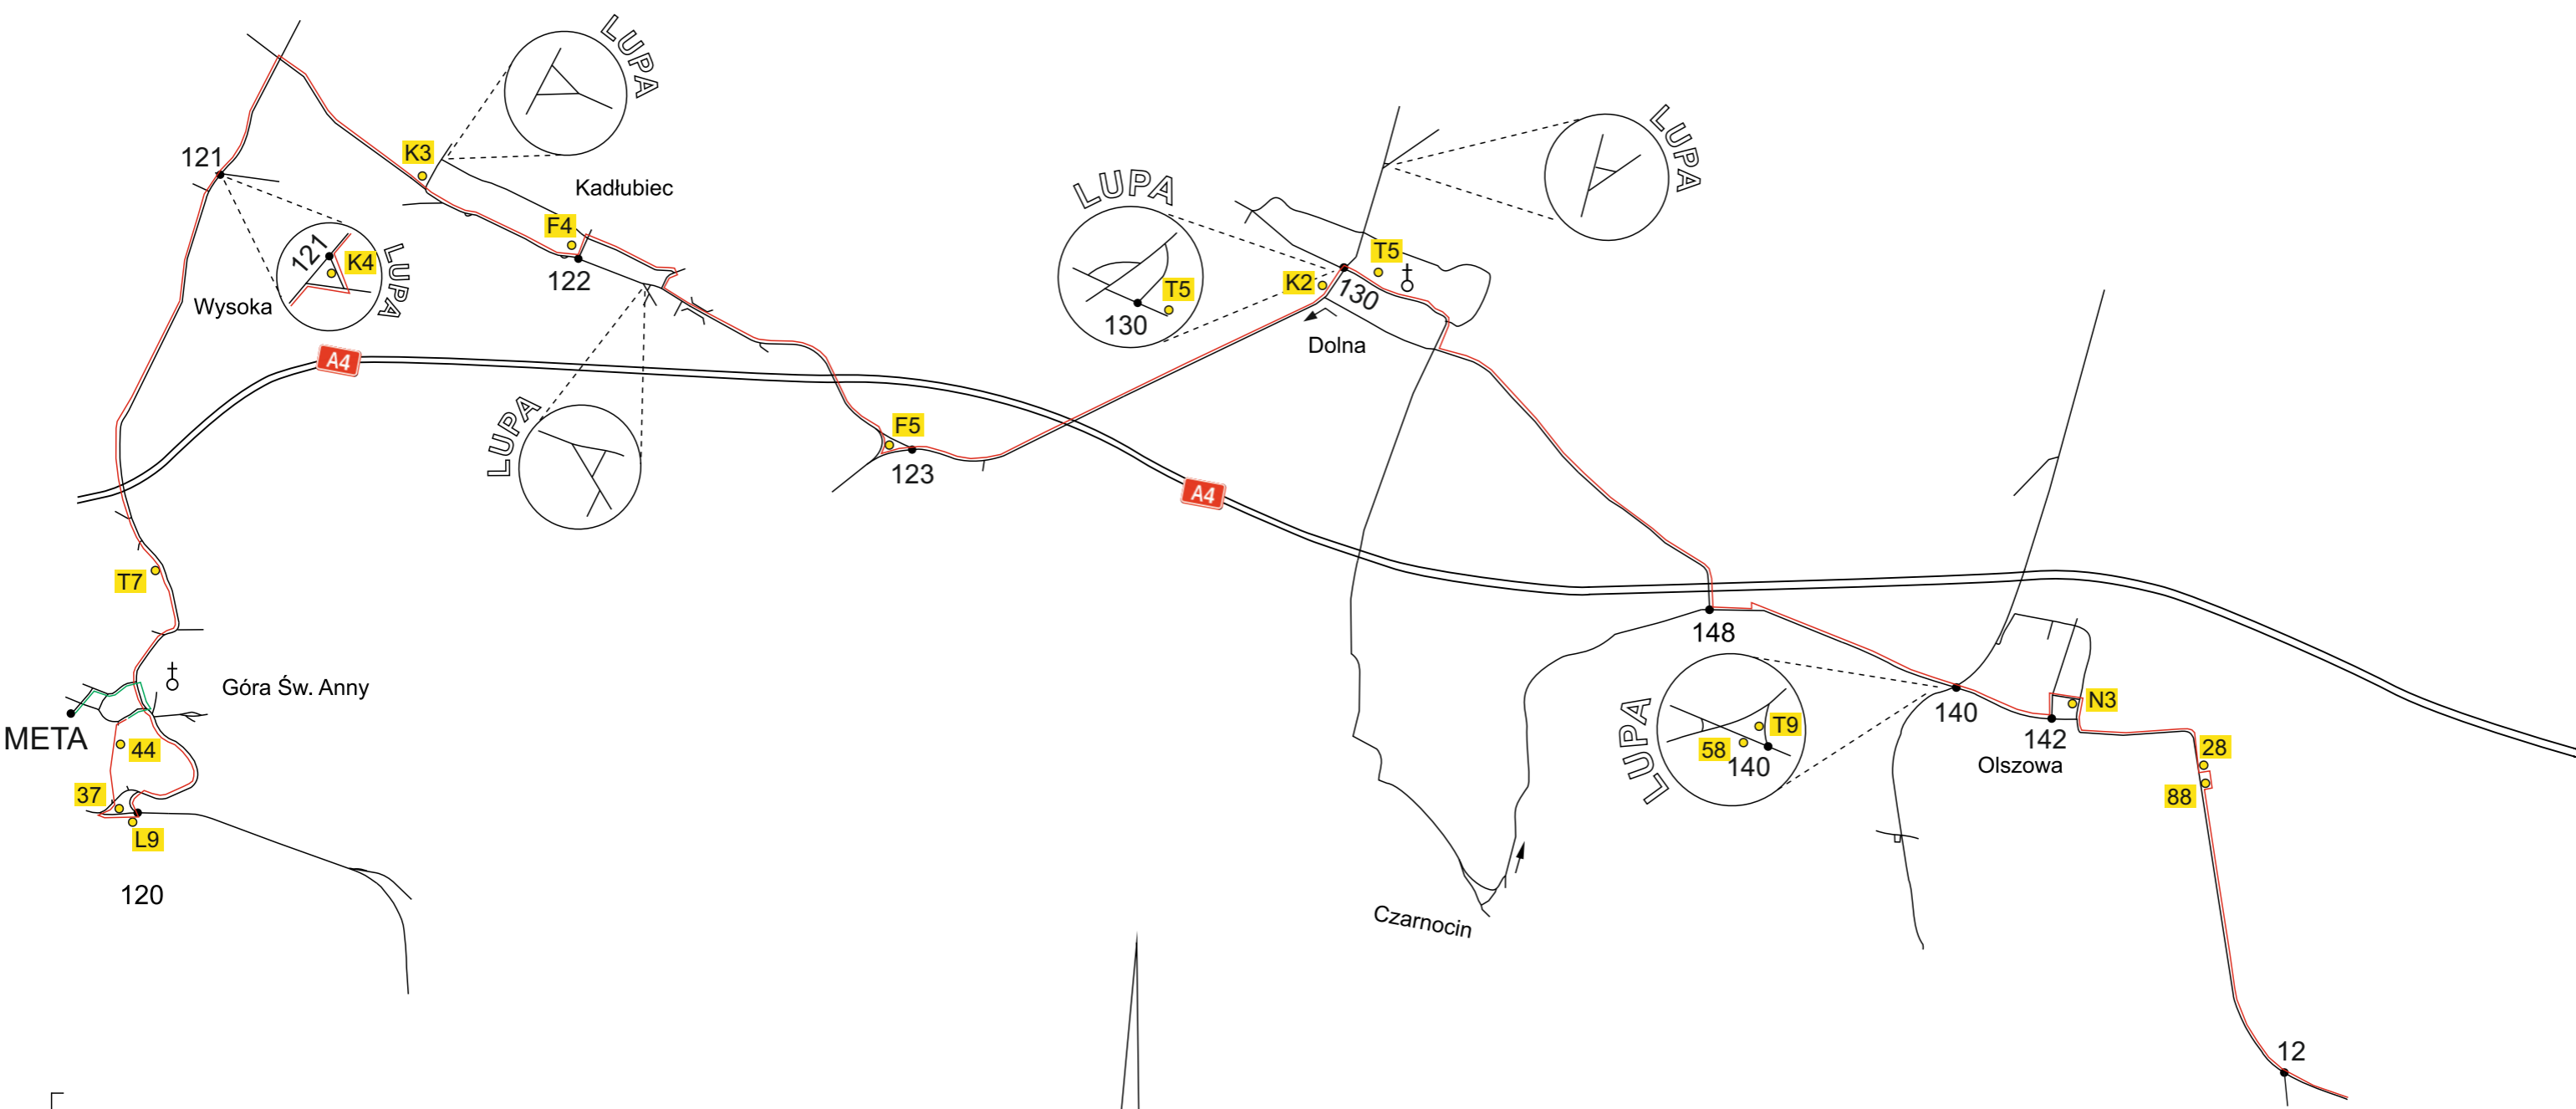 LUPA
K3
121
Kadłubiec
F4
122
121
K4
LUPA
Wysoka
A4
LUPA
F5
123
LUPA
T5
130
K2
130
T5
Dolna
LUPA
A4
T7
Góra Św. Anny
META
44
37
L9
120
148
Czarnocin
LUPA
T9
58
140
140
142
N3
Olszowa
28
88
12